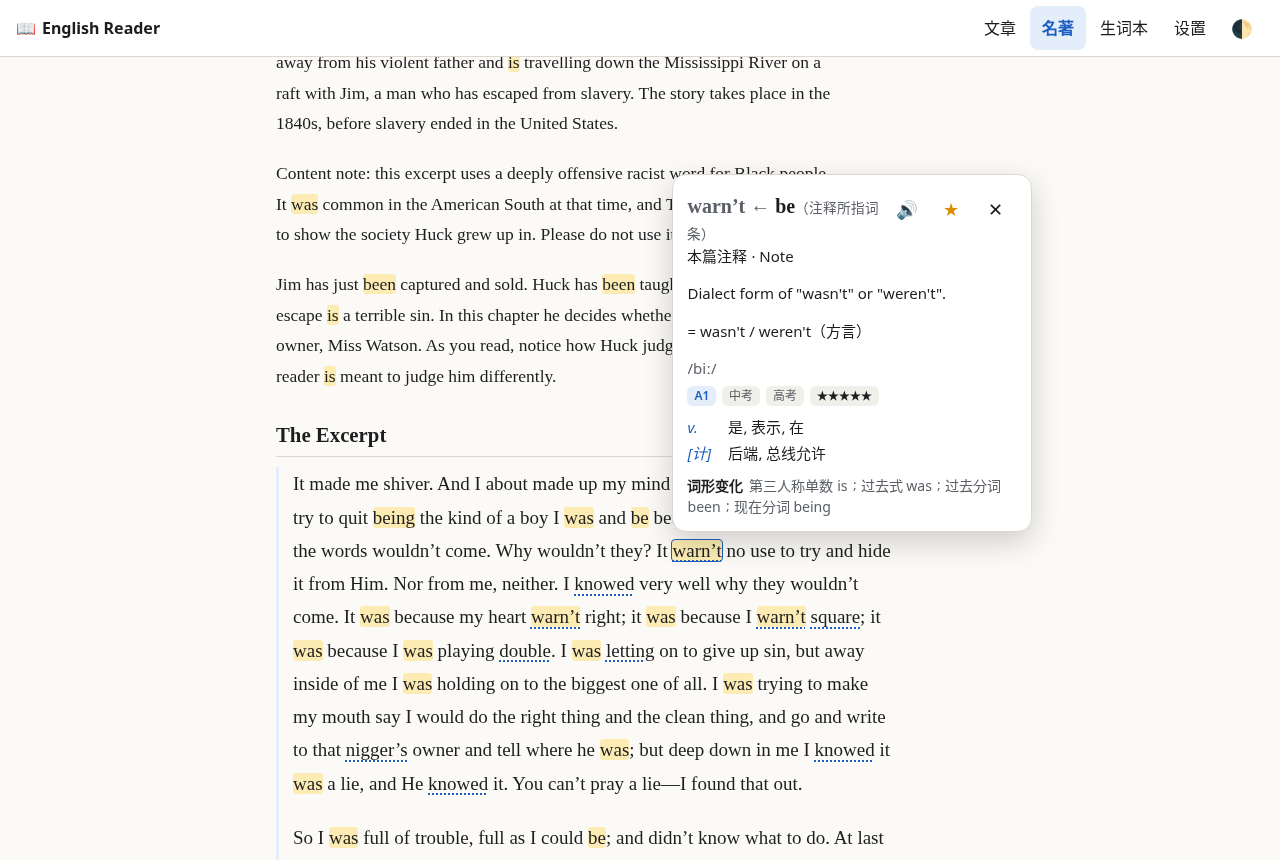 📖 English Reader
文章 名著 生词本 设置
away from his violent father and is travelling down the Mississippi River on a
raft with Jim, a man who has escaped from slavery. The story takes place in the
1840s, before slavery ended in the United States.
Content note: this excerpt uses a deeply offensive racist word for Black people.
It was common in the American South at that time, and
to show the society Huck grew up in. Please do not use
Jim has just been captured and sold. Huck has been
escape is a terrible sin. In this chapter he decides
owner, Miss Watson. As you read, notice how Huck
reader is meant to judge him differently.
warn’t ← be（注释所指词
条）
本篇注释 · Note
Dialect form of "wasn't" or "weren't".
= wasn't / weren't（方言）
/biː/
A1 中考 高考 ★★★★★
v. 是, 表示, 在
[计] 后端, 总线允许
词形变化 第三人称单数 is；过去式 was；过去分词
been；现在分词 being
The Excerpt
It made me shiver. And I about made up my mind
try to quit being the kind of a boy I was and be
the words wouldn’t come. Why wouldn’t they? It warn’t no use to try and hide
it from Him. Nor from me, neither. I knowed very well why they wouldn’t
come. It was because my heart warn’t right; it was because I warn’t square; it
was because I was playing double. I was letting on to give up sin, but away
inside of me I was holding on to the biggest one of all. I was trying to make
my mouth say I would do the right thing and the clean thing, and go and write
to that nigger’s owner and tell where he was; but deep down in me I knowed it
was a lie, and He knowed it. You can’t pray a lie—I found that out.
So I was full of trouble, full as I could be; and didn’t know what to do. At last